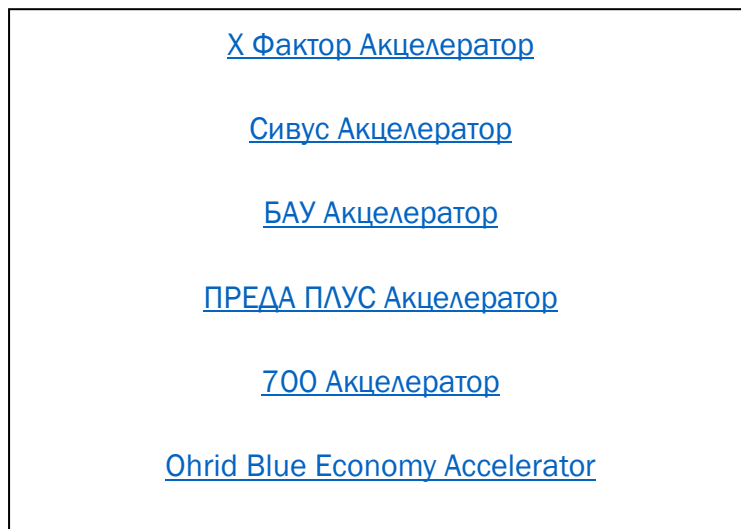 Х Фактор Акцелератор
Сивус Акцелератор
БАУ Акцелератор
ПРЕДА ПЛУС Акцелератор
700 Акцелератор
Ohrid Blue Economy Accelerator